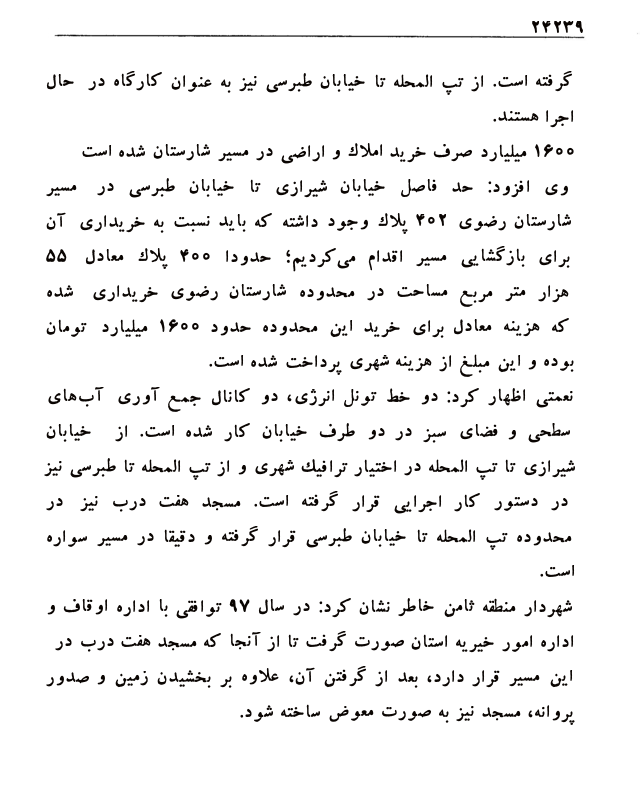 ۲۴۲۳۹
گرفته است. از تپ المحله تا خیابان طبرسی نیز به عنوان کارگاه در حال
اجرا هستند.
۱۶۰۰ میلیارد صرف خرید املاك و اراضی در مسیر شارستان شده است
وی افزود: حد فاصل خیابان شیرازی تا خیابان طبرسی در مسیر
شارستان رضوی ۴۰۲ پلاك وجود داشته که باید نسبت به خریداری آن
برای بازگشایی مسیر اقدام می‌کردیم؛ حدودا ۴۰۰ پلاك معادل ۵۵
هزار متر مربع مساحت در محدوده شارستان رضوی خریداری شده
که هزینه معادل برای خرید این محدوده حدود ۱۶۰۰ میلیارد تومان
بوده و این مبلغ از هزینه شهری پرداخت شده است.
نعمتی اظهار کرد: دو خط تونل انرژی، دو کانال جمع آوری آب‌های
سطحی و فضای سبز در دو طرف خیابان کار شده است. از خیابان
شیرازی تا تپ المحله در اختیار ترافیك شهری و از تپ المحله تا طبرسی نیز
در دستور کار اجرایی قرار گرفته است. مسجد هفت درب نیز در
محدوده تپ المحله تا خیابان طبرسی قرار گرفته و دقیقا در مسیر سواره
است.
شهردار منطقه ثامن خاطر نشان کرد: در سال ۹۷ توافقی با اداره اوقاف و
اداره امور خیریه استان صورت گرفت تا از آنجا که مسجد هفت درب در
این مسیر قرار دارد، بعد از گرفتن آن، علاوه بر بخشیدن زمین و صدور
پروانه، مسجد نیز به صورت معوض ساخته شود.